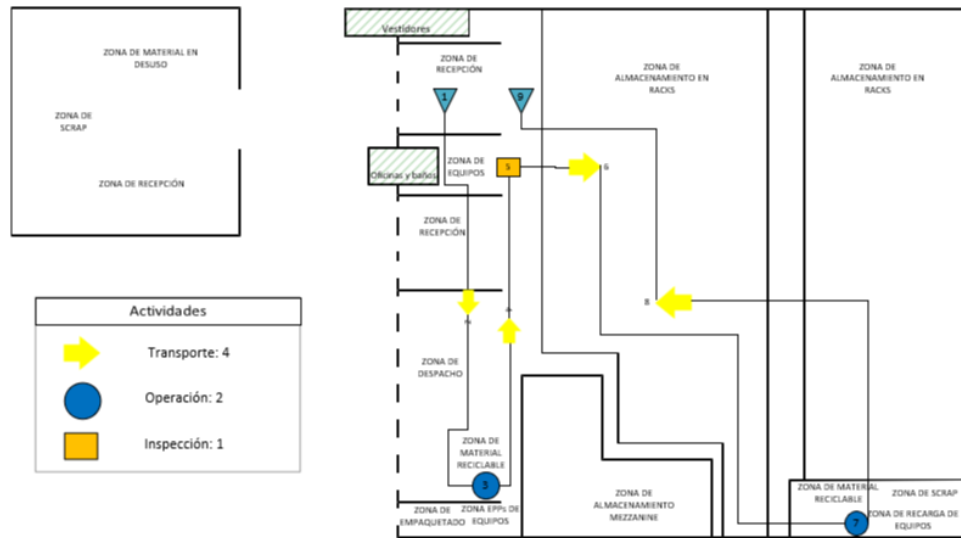 ZONA DE MATERIAL EN
DESUSO
ZONA DE
SCRAP
ZONA DE RECEPCIÓN
Actividades
Transporte: 4
Operación: 2
Inspección: 1
Vestidores
ZONA DE
RECEPCIÓN
1
9
ZONA DE
ALMACENAMIENTO EN
RACKS
ZONA DE
ALMACENAMIENTO EN
RACKS
Oficinas y baños
ZONA DE
EQUIPOS
5
6
ZONA DE
RECEPCIÓN
8
2
4
ZONA DE
DESPACHO
ZONA DE
MATERIAL
RECICLABLE
3
ZONA DE
EMPAQUETADO
ZONA EPPs DE
EQUIPOS
ZONA DE
ALMACENAMIENTO
MEZZANINE
ZONA DE MATERIAL
RECICLABLE
ZONA DE SCRAP
7
ZONA DE RECARGA DE
EQUIPOS